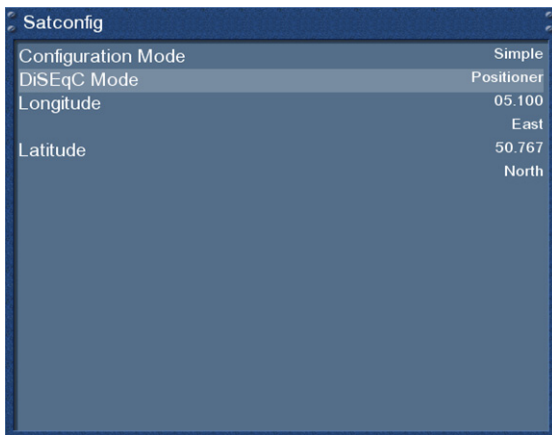 Satconfig
Configuration Mode Simple
DiSEqC Mode Positioner
Longitude 05.100
East
Latitude 50.767
North